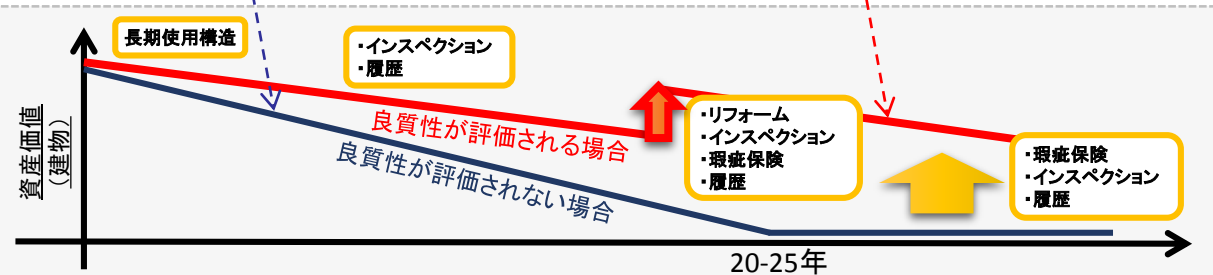 長期使用構造
・インスペクション
・履歴
資産価値
（建物）
良質性が評価される場合
良質性が評価されない場合
・リフォーム
・インスペクション
・瑕疵保険
・履歴
・瑕疵保険
・インスペクション
・履歴
20-25年